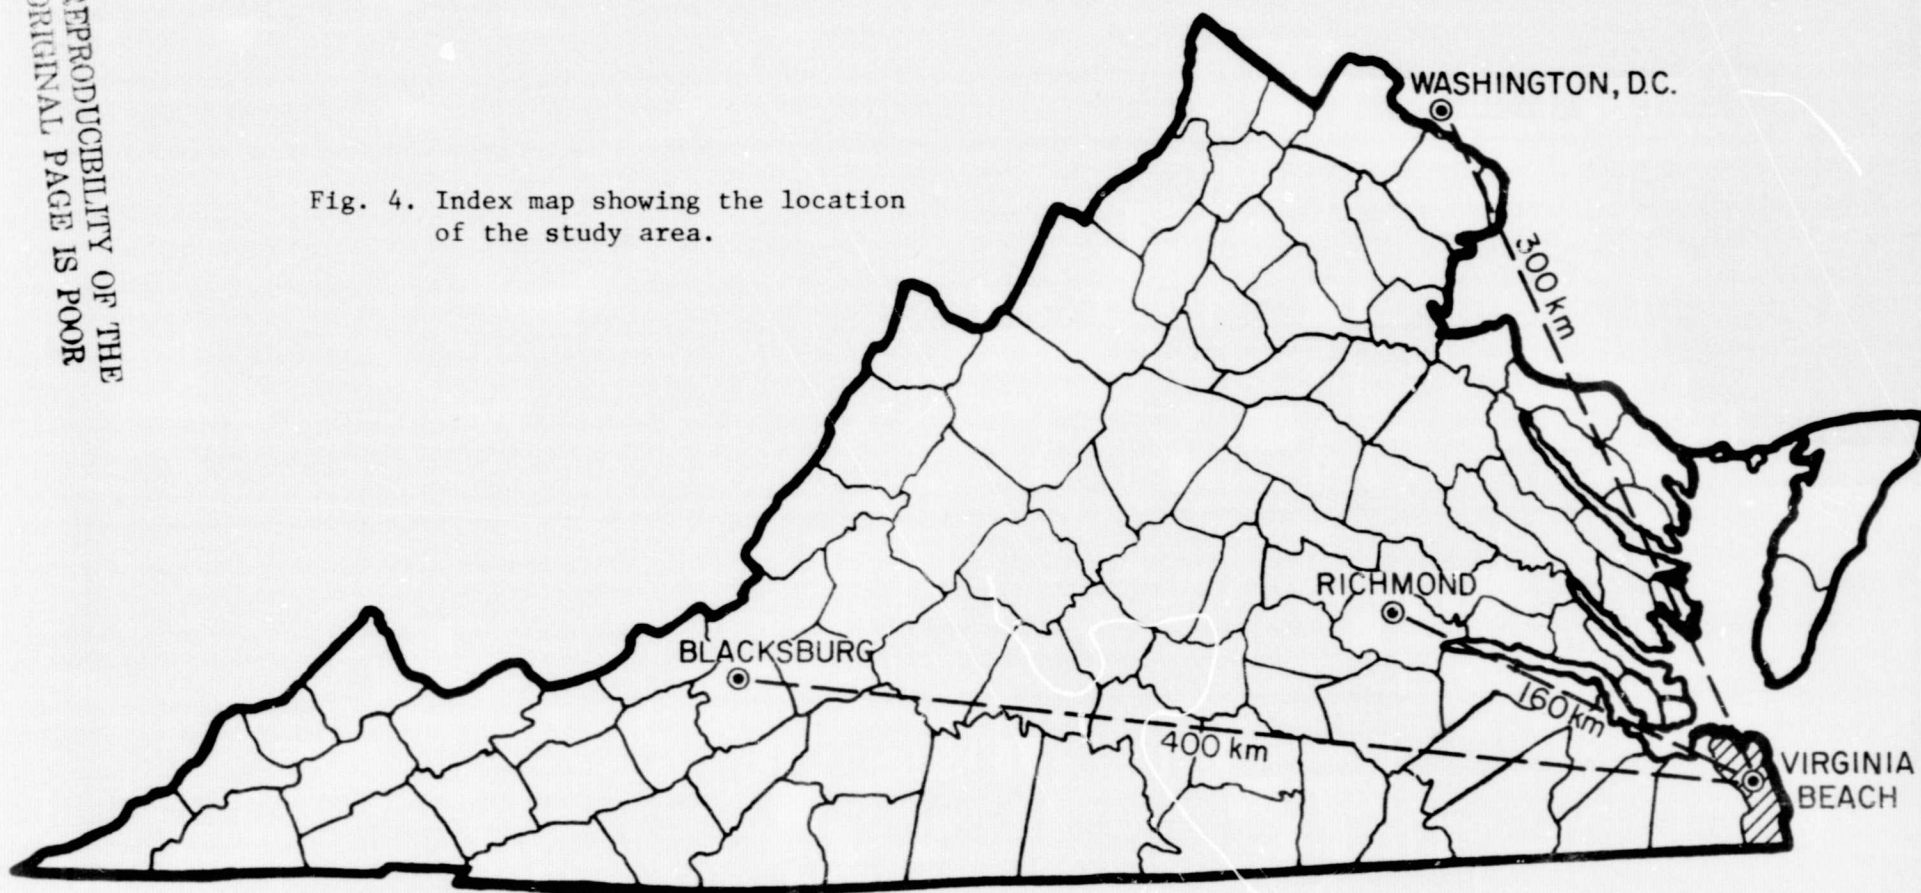 REPRODUCIBILITY OF THE
ORIGINAL PAGE IS POOR
Fig. 4. Index map showing the location
of the study area.
WASHINGTON, D.C.
300 km
RICHMOND
BLACKSBURG
160 km
400 km
VIRGINIA
BEACH